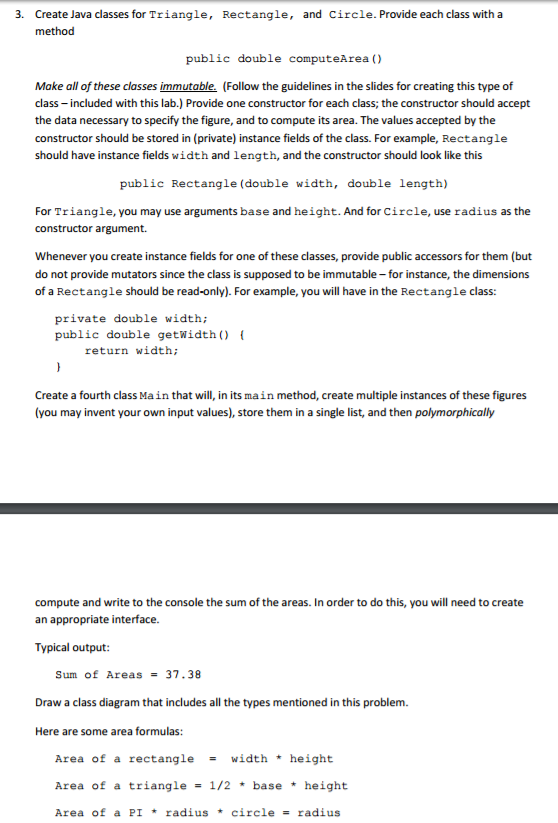 3. Create Java classes for Triangle, Rectangle, and Circle. Provide each class with a
method
public double computeArea()
Make all of these classes immutable. (Follow the guidelines in the slides for creating this type of
class – included with this lab.) Provide one constructor for each class; the constructor should accept
the data necessary to specify the figure, and to compute its area. The values accepted by the
constructor should be stored in (private) instance fields of the class. For example, Rectangle
should have instance fields width and length, and the constructor should look like this
public Rectangle(double width, double length)
For Triangle, you may use arguments base and height. And for Circle, use radius as the
constructor argument.
Whenever you create instance fields for one of these classes, provide public accessors for them (but
do not provide mutators since the class is supposed to be immutable – for instance, the dimensions
of a Rectangle should be read-only). For example, you will have in the Rectangle class:
private double width;
public double getWidth() {
return width;
}
Create a fourth class Main that will, in its main method, create multiple instances of these figures
(you may invent your own input values), store them in a single list, and then polymorphically
compute and write to the console the sum of the areas. In order to do this, you will need to create
an appropriate interface.
Typical output:
Sum of Areas = 37.38
Draw a class diagram that includes all the types mentioned in this problem.
Here are some area formulas:
Area of a rectangle = width * height
Area of a triangle = 1/2 * base * height
Area of a PI * radius * circle = radius